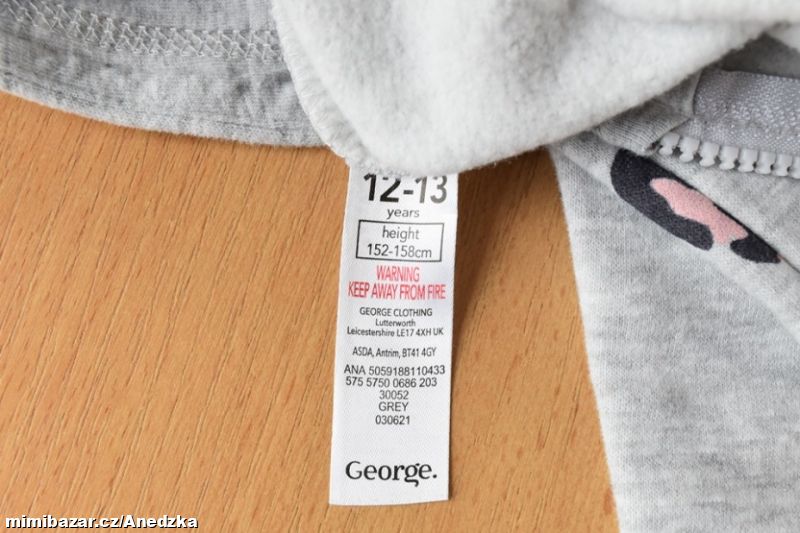 12-13
years
height
152-158cm
WARNING
KEEP AWAY FROM FIRE
GEORGE CLOTHING
Lutterworth
Leicestershire LE17 4XH UK
ASDA, Antrim, BT41 4GY
ANA 5059188110433
575 5750 0686 203
30052
GREY
030621
George.
mimibazar.cz/Anedzka